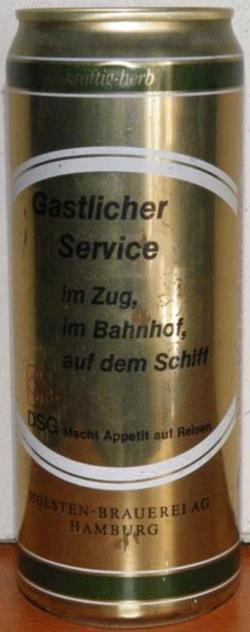 kräftig-herb
Gastlicher
Service
im Zug,
im Bahnhof,
auf dem Schiff
DSG Macht Appetit auf Reisen
HOLSTEN-BRAUEREI AG
HAMBURG